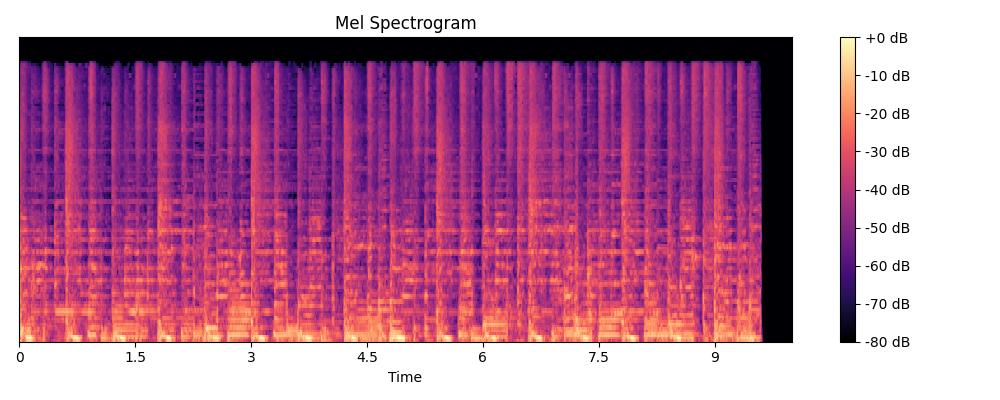 Mel Spectrogram
+0 dB
-10 dB
-20 dB
-30 dB
-40 dB
-50 dB
-60 dB
-70 dB
-80 dB
0 1.5 3 4.5 6 7.5 9
Time